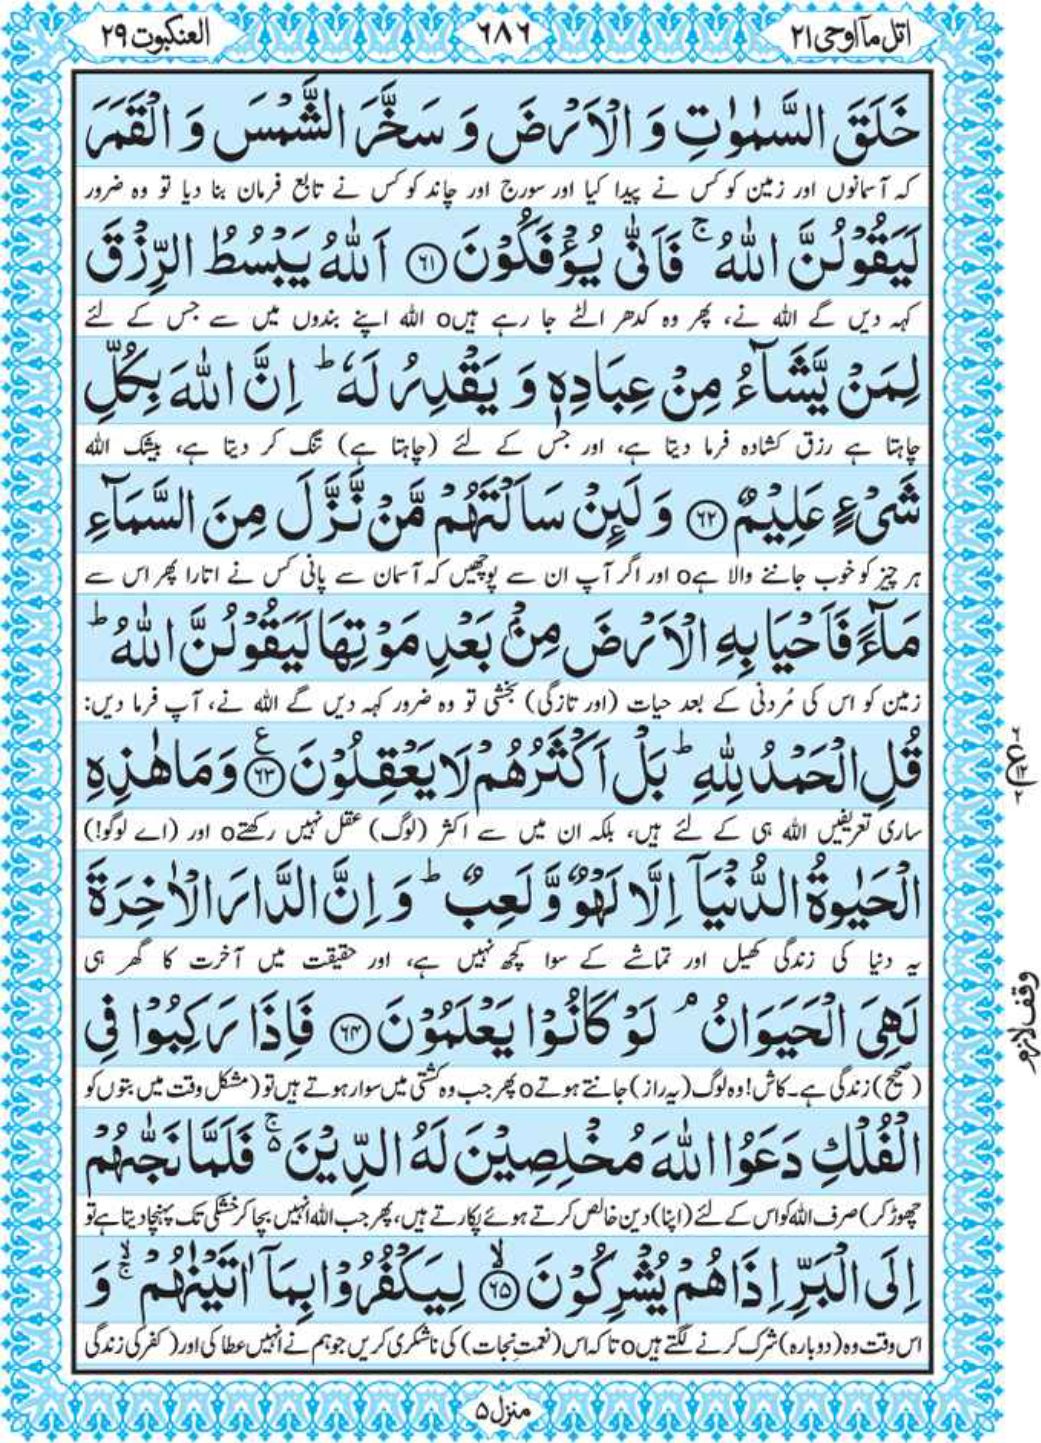 اتل مآ اوحی ۲۱
۶۸۶
العنکبوت ۲۹
خَلَقَ السَّمٰوٰتِ وَ الْاَرْضَ وَ سَخَّرَ الشَّمْسَ وَ الْقَمَرَ
کہ آسمانوں اور زمین کو کس نے پیدا کیا اور سورج اور چاند کو کس نے تابع فرمان بنا دیا تو وہ ضرور
لَیَقُوْلُنَّ اللّٰهُ ۚ فَاَنّٰی یُؤْفَكُوْنَ ﴿۶۱﴾ اَللّٰهُ یَبْسُطُ الرِّزْقَ
کہہ دیں گے اللہ نے، پھر وہ کدھر الٹے جا رہے ہیںo اللہ اپنے بندوں میں سے جس کے لئے
لِمَنْ یَّشَآءُ مِنْ عِبَادِهٖ وَ یَقْدِرُ لَهٗ ؕ اِنَّ اللّٰهَ بِكُلِّ
چاہتا ہے رزق کشادہ فرما دیتا ہے، اور جس کے لئے (چاہتا ہے) تنگ کر دیتا ہے، بیشک اللہ
شَیْءٍ عَلِیْمٌ ﴿۶۲﴾ وَ لَىِٕنْ سَاَلْتَهُمْ مَّنْ نَّزَّلَ مِنَ السَّمَآءِ
ہر چیز کو خوب جاننے والا ہےo اور اگر آپ ان سے پوچھیں کہ آسمان سے پانی کس نے اتارا پھر اس سے
مَآءً فَاَحْیَا بِهِ الْاَرْضَ مِنْۢ بَعْدِ مَوْتِهَا لَیَقُوْلُنَّ اللّٰهُ ؕ
زمین کو اس کی مُردنی کے بعد حیات (اور تازگی) بخشی تو وہ ضرور کہہ دیں گے اللہ نے، آپ فرما دیں:
قُلِ الْحَمْدُ لِلّٰهِ ؕ بَلْ اَكْثَرُهُمْ لَا یَعْقِلُوْنَ ﴿۶۳﴾ۧ وَ مَا هٰذِهِ
ساری تعریفیں اللہ ہی کے لئے ہیں، بلکہ ان میں سے اکثر (لوگ) عقل نہیں رکھتےo اور (اے لوگو!)
الْحَیٰوةُ الدُّنْیَاۤ اِلَّا لَهْوٌ وَّ لَعِبٌ ؕ وَ اِنَّ الدَّارَ الْاٰخِرَةَ
یہ دنیا کی زندگی کھیل اور تماشے کے سوا کچھ نہیں ہے، اور حقیقت میں آخرت کا گھر ہی
لَهِیَ الْحَیَوَانُ ۘ لَوْ كَانُوْا یَعْلَمُوْنَ ﴿۶۴﴾ فَاِذَا رَكِبُوْا فِی
(صحیح) زندگی ہے۔ کاش! وہ لوگ (یہ راز) جانتے ہوتےo پھر جب وہ کشتی میں سوار ہوتے ہیں تو (مشکل وقت میں بتوں کو
الْفُلْكِ دَعَوُا اللّٰهَ مُخْلِصِیْنَ لَهُ الدِّیْنَ ۚ۬ فَلَمَّا نَجّٰىهُمْ
چھوڑ کر) صرف اللہ کو اس کے لئے (اپنا) دین خالص کرتے ہوئے پکارتے ہیں، پھر جب اللہ انہیں بچا کر خشکی تک پہنچا دیتا ہے تو
اِلَی الْبَرِّ اِذَا هُمْ یُشْرِكُوْنَ ﴿۶۵﴾ۙ لِیَكْفُرُوْا بِمَاۤ اٰتَیْنٰهُمْ ۚۙ وَ
اس وقت وہ (دوبارہ) شرک کرنے لگتے ہیںo تاکہ اس (نعمتِ نجات) کی ناشکری کریں جو ہم نے انہیں عطا کی اور (کفر کی زندگی
ع
۱۲
۲
وقف لازم
منزل ۵